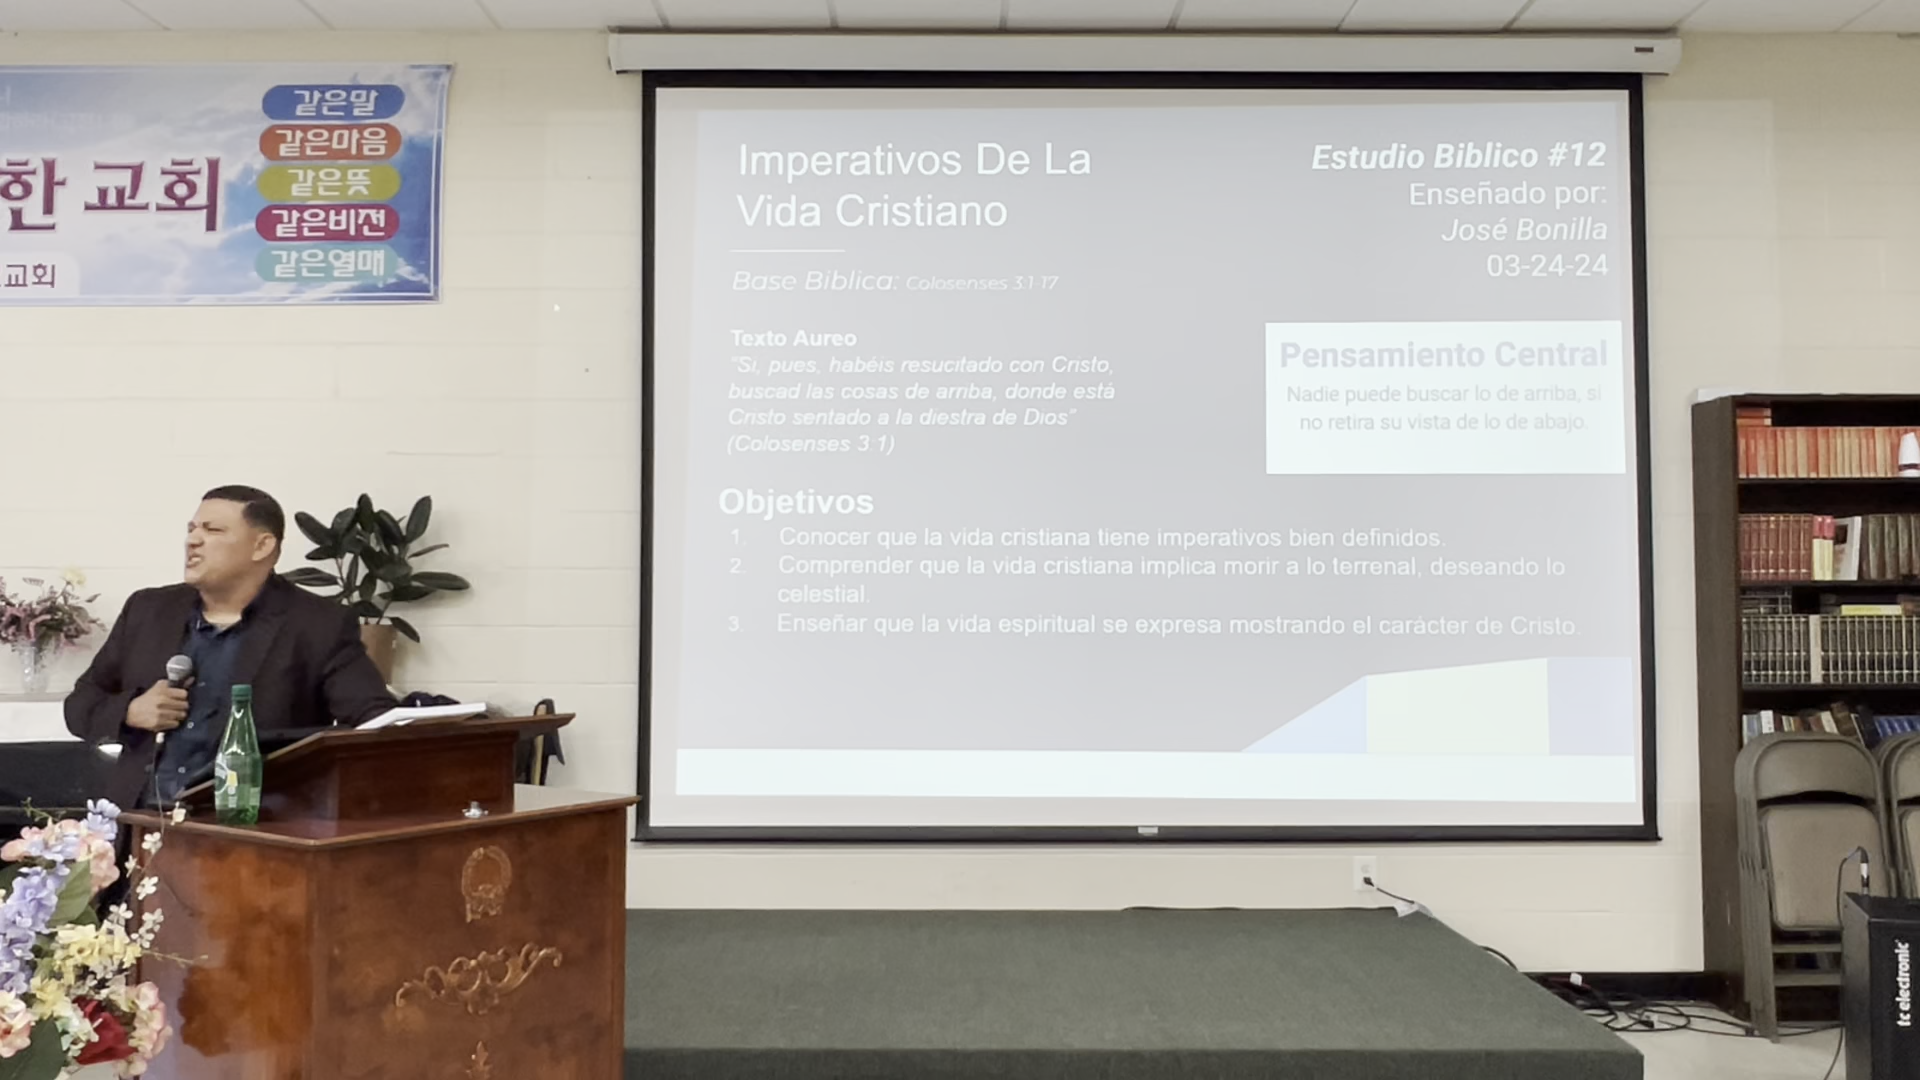 같은말
같은마음
같은뜻
같은비전
같은열매
한 교회
교회
Imperativos De La
Vida Cristiano
Base Biblica: Colosenses 3:1-17
Texto Aureo
"Si, pues, habéis resucitado con Cristo,
buscad las cosas de arriba, donde está
Cristo sentado a la diestra de Dios"
(Colosenses 3:1)
Estudio Biblico #12
Enseñado por:
José Bonilla
03-24-24
Pensamiento Central
Nadie puede buscar lo de arriba, si
no retira su vista de lo de abajo.
Objetivos
1. Conocer que la vida cristiana tiene imperativos bien definidos.
2. Comprender que la vida cristiana implica morir a lo terrenal, deseando lo
celestial.
3. Enseñar que la vida espiritual se expresa mostrando el carácter de Cristo.
tc electronic